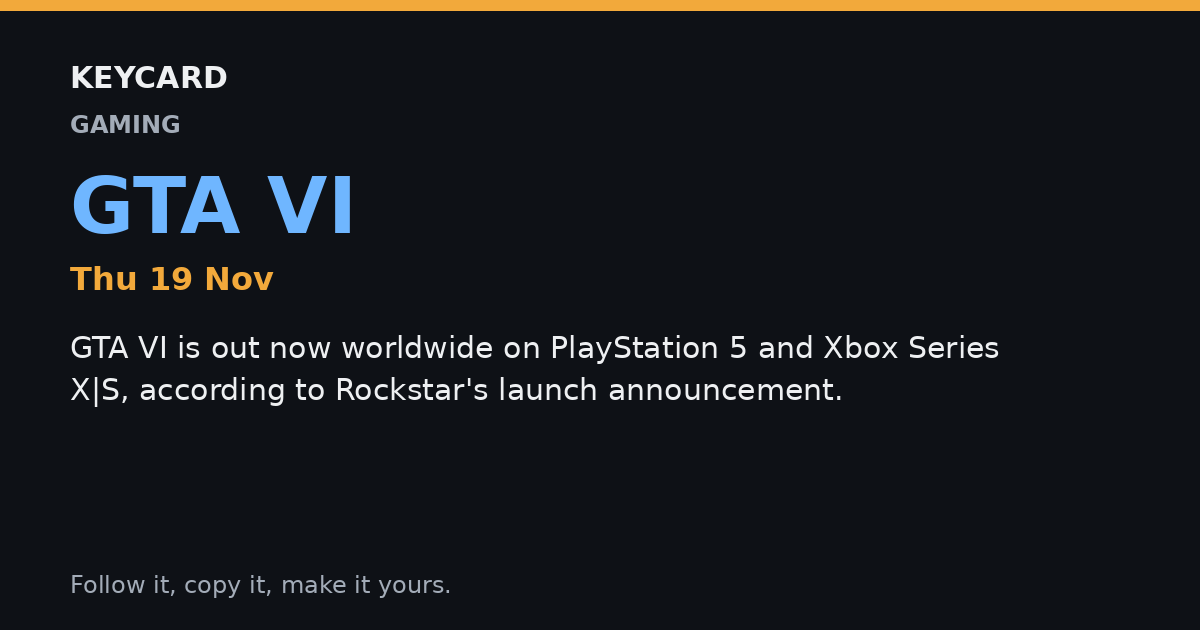 KEYCARD
GAMING
GTA VI
Thu 19 Nov
GTA VI is out now worldwide on PlayStation 5 and Xbox Series
X|S, according to Rockstar's launch announcement.
Follow it, copy it, make it yours.